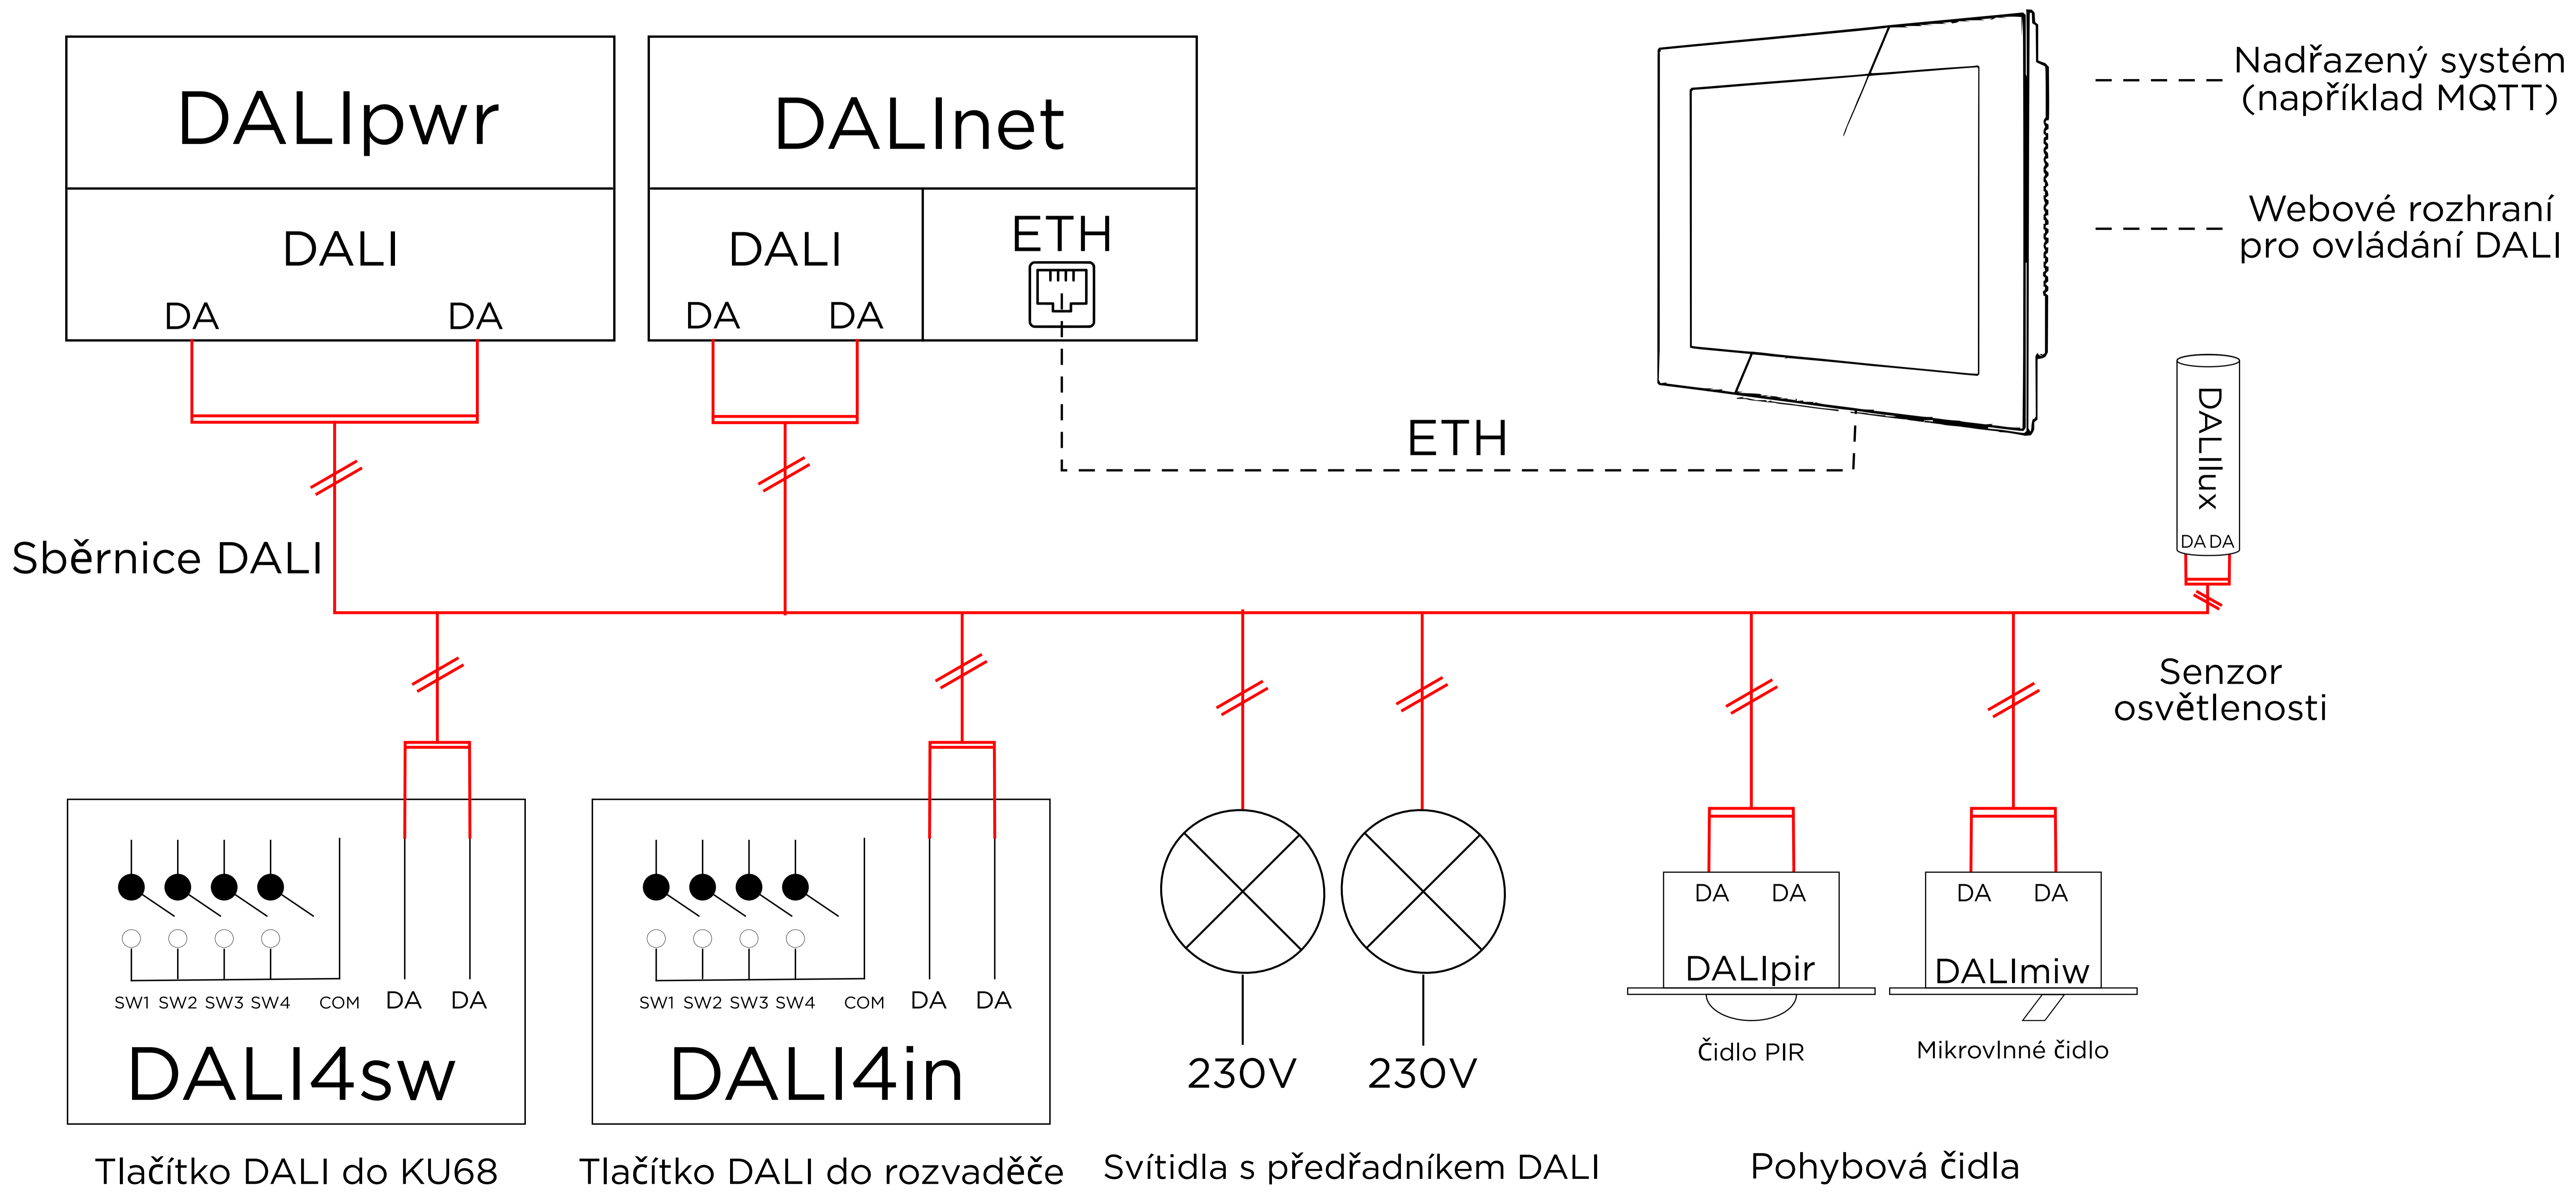 DALIpwr
DALI
DA DA
DALInet
DALI
DA DA
ETH
Nadřazený systém
(například MQTT)
Webové rozhraní
pro ovládání DALI
ETH
DALIlux
DA DA
Sběrnice DALI
Senzor
osvětlenosti
SW1 SW2 SW3 SW4 COM DA DA
DALI4sw
Tlačítko DALI do KU68
SW1 SW2 SW3 SW4 COM DA DA
DALI4in
Tlačítko DALI do rozvaděče
230V 230V
Svítidla s předřadníkem DALI
DA DA
DALIpir
Čidlo PIR
DA DA
DALImiw
Mikrovlnné čidlo
Pohybová čidla